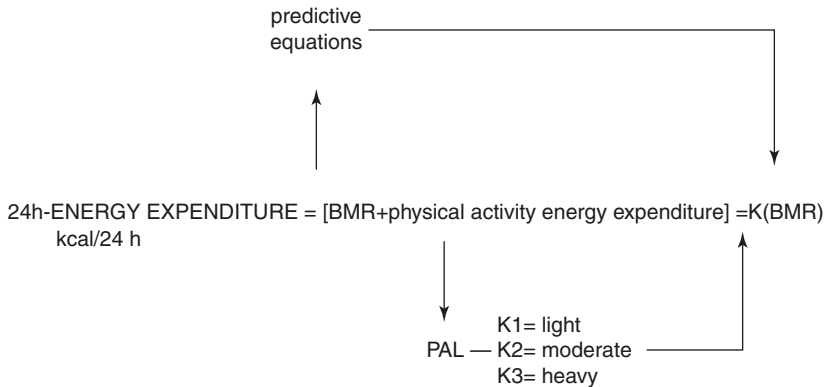 predictive
equations
24h-ENERGY EXPENDITURE = [BMR+physical activity energy expenditure] =K(BMR)
kcal/24 h
K1= light
PAL — K2= moderate
K3= heavy